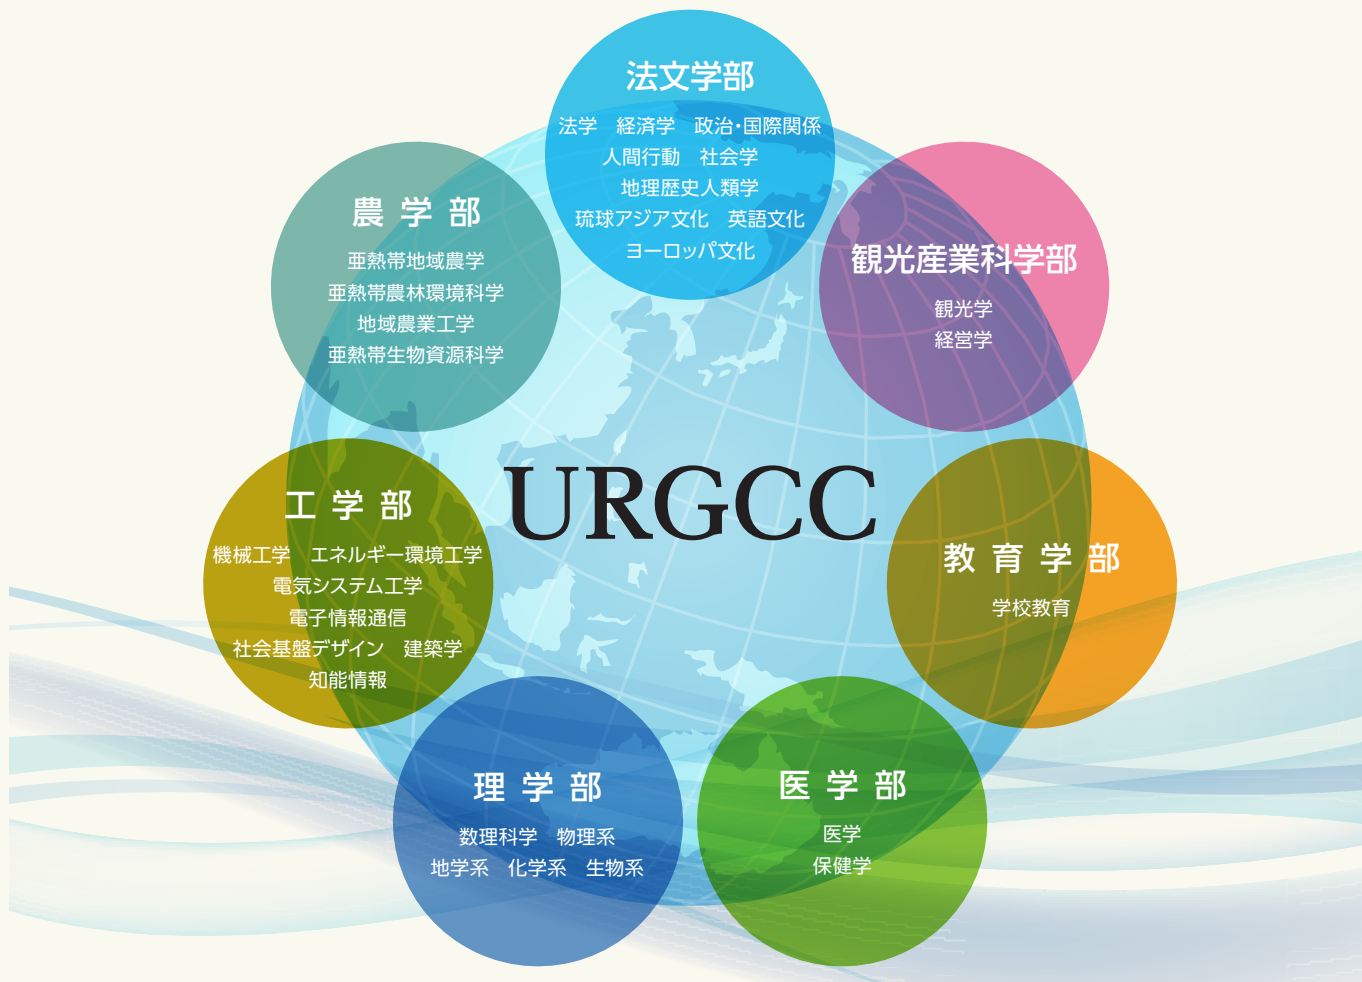 法文学部
法学　経済学　政治・国際関係
人間行動　社会学
地理歴史人類学
琉球アジア文化　英語文化
ヨーロッパ文化
農学部
亜熱帯地域農学
亜熱帯農林環境科学
地域農業工学
亜熱帯生物資源科学
観光産業科学部
観光学
経営学
URGCC
工学部
機械工学　エネルギー環境工学
電気システム工学
電子情報通信
社会基盤デザイン　建築学
知能情報
教育学部
学校教育
理学部
数理科学　物理系
地学系　化学系　生物系
医学部
医学
保健学